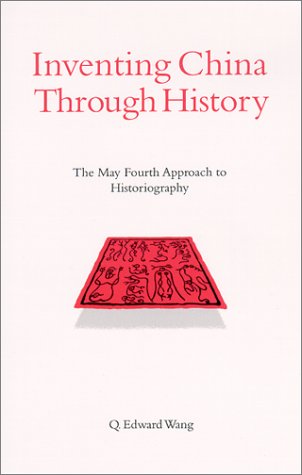 Inventing China
Through History
The May Fourth Approach to
Historiography
Q. Edward Wang